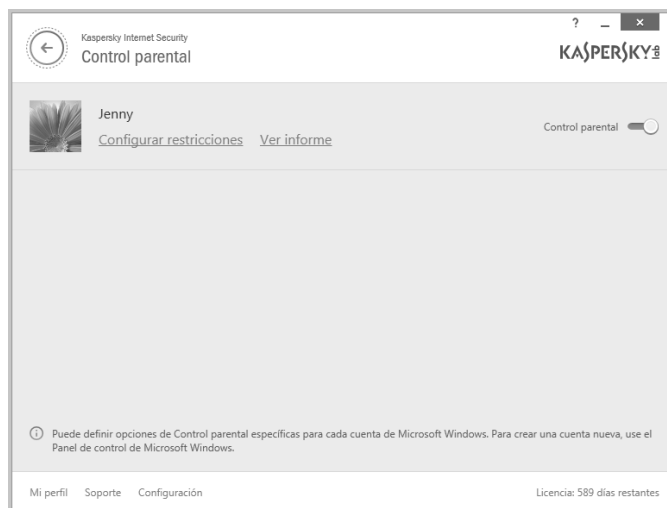 ?
Kaspersky Internet Security
Control parental
KASPERSKY lab
Jenny
Configurar restricciones Ver informe
Control parental
Puede definir opciones de Control parental específicas para cada cuenta de Microsoft Windows. Para crear una cuenta nueva, use el
Panel de control de Microsoft Windows.
Mi perfil Soporte Configuración
Licencia: 589 días restantes